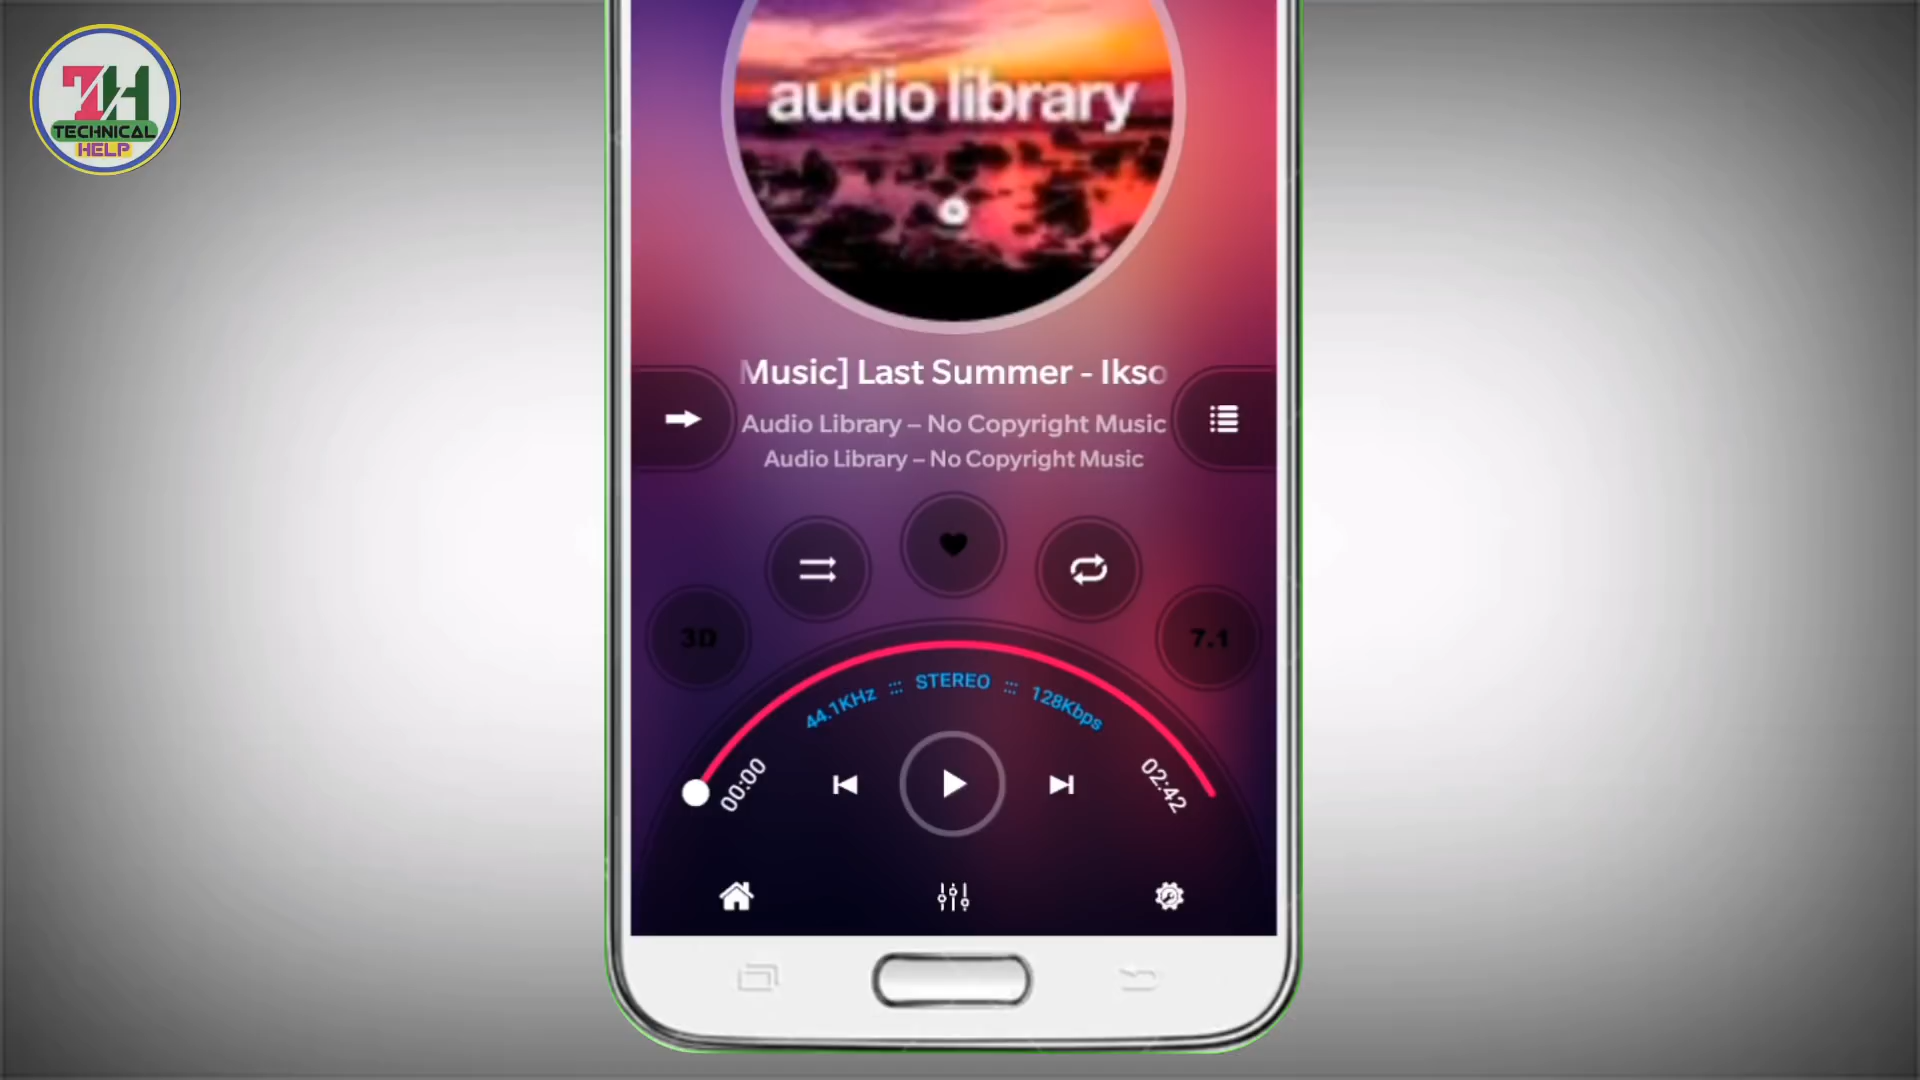 TH
TECHNICAL
HELP
audio library
Music] Last Summer - Ikso
Audio Library – No Copyright Music
Audio Library – No Copyright Music
3D
7.1
44.1KHz ::: STEREO ::: 128Kbps
00:00
02:42